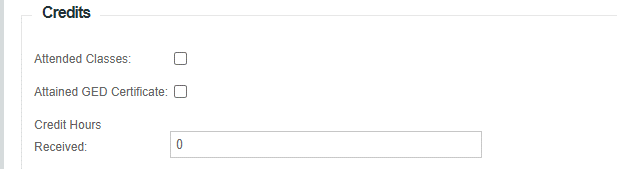 Credits
Attended Classes:
Attained GED Certificate:
Credit Hours
Received:
0